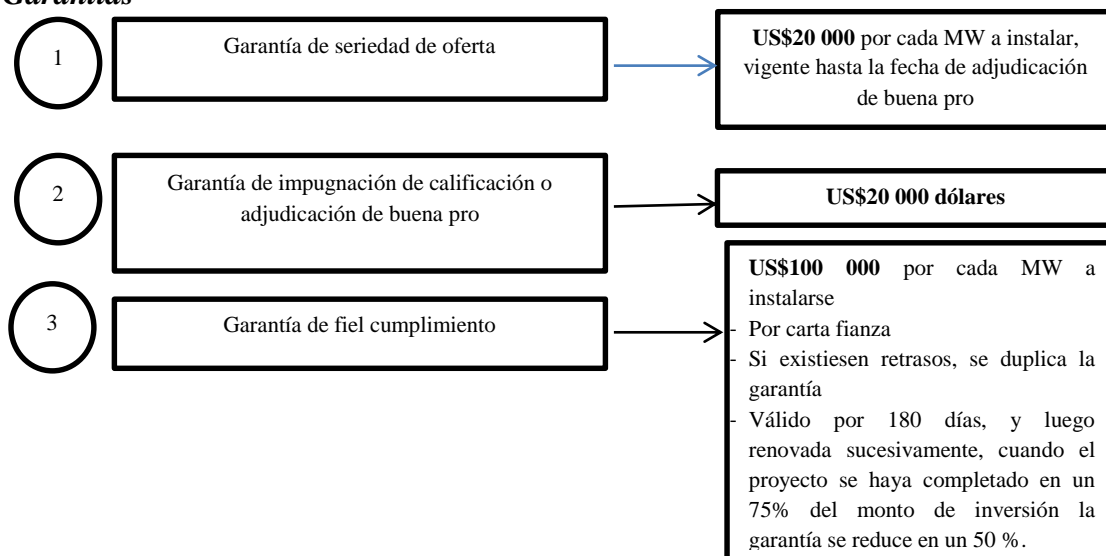 Garantías
1
Garantía de seriedad de oferta
US$20 000 por cada MW a instalar,
vigente hasta la fecha de adjudicación
de buena pro
2
Garantía de impugnación de calificación o
adjudicación de buena pro
US$20 000 dólares
3
Garantía de fiel cumplimiento
US$100 000 por cada MW a
instalarse
- Por carta fianza
- Si existiesen retrasos, se duplica la
garantía
- Válido por 180 días, y luego
renovada sucesivamente, cuando el
proyecto se haya completado en un
75% del monto de inversión la
garantía se reduce en un 50 %.